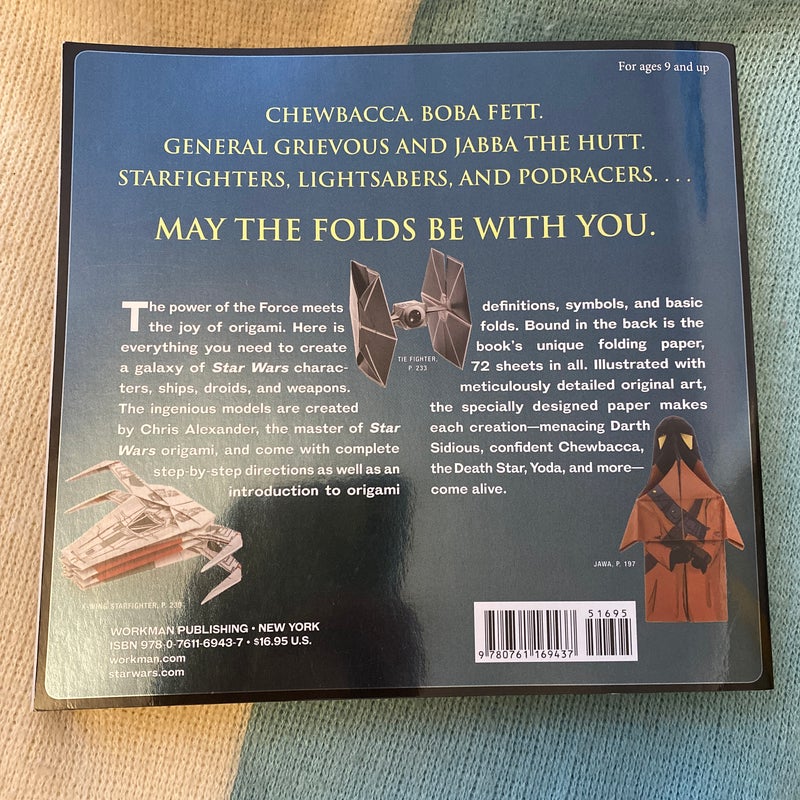 For ages 9 and up
CHEWBACCA. BOBA FETT.
GENERAL GRIEVOUS AND JABBA THE HUTT.
STARFIGHTERS, LIGHTSABERS, AND PODRACERS. . . .
MAY THE FOLDS BE WITH YOU.
The power of the Force meets
the joy of origami. Here is
everything you need to create
a galaxy of Star Wars charac-
ters, ships, droids, and weapons.
The ingenious models are created
by Chris Alexander, the master of Star
Wars origami, and come with complete
step-by-step directions as well as an
introduction to origami
TIE FIGHTER,
P. 233
definitions, symbols, and basic
folds. Bound in the back is the
book's unique folding paper,
72 sheets in all. Illustrated with
meticulously detailed original art,
the specially designed paper makes
each creation—menacing Darth
Sidious, confident Chewbacca,
the Death Star, Yoda, and more—
come alive.
JAWA, P. 197
STARFIGHTER, P.
WORKMAN PUBLISHING • NEW YORK
ISBN 978-0-7611-6943-7 • $16.95 U.S.
workman.com
starwars.com
51695
9 780761 169437